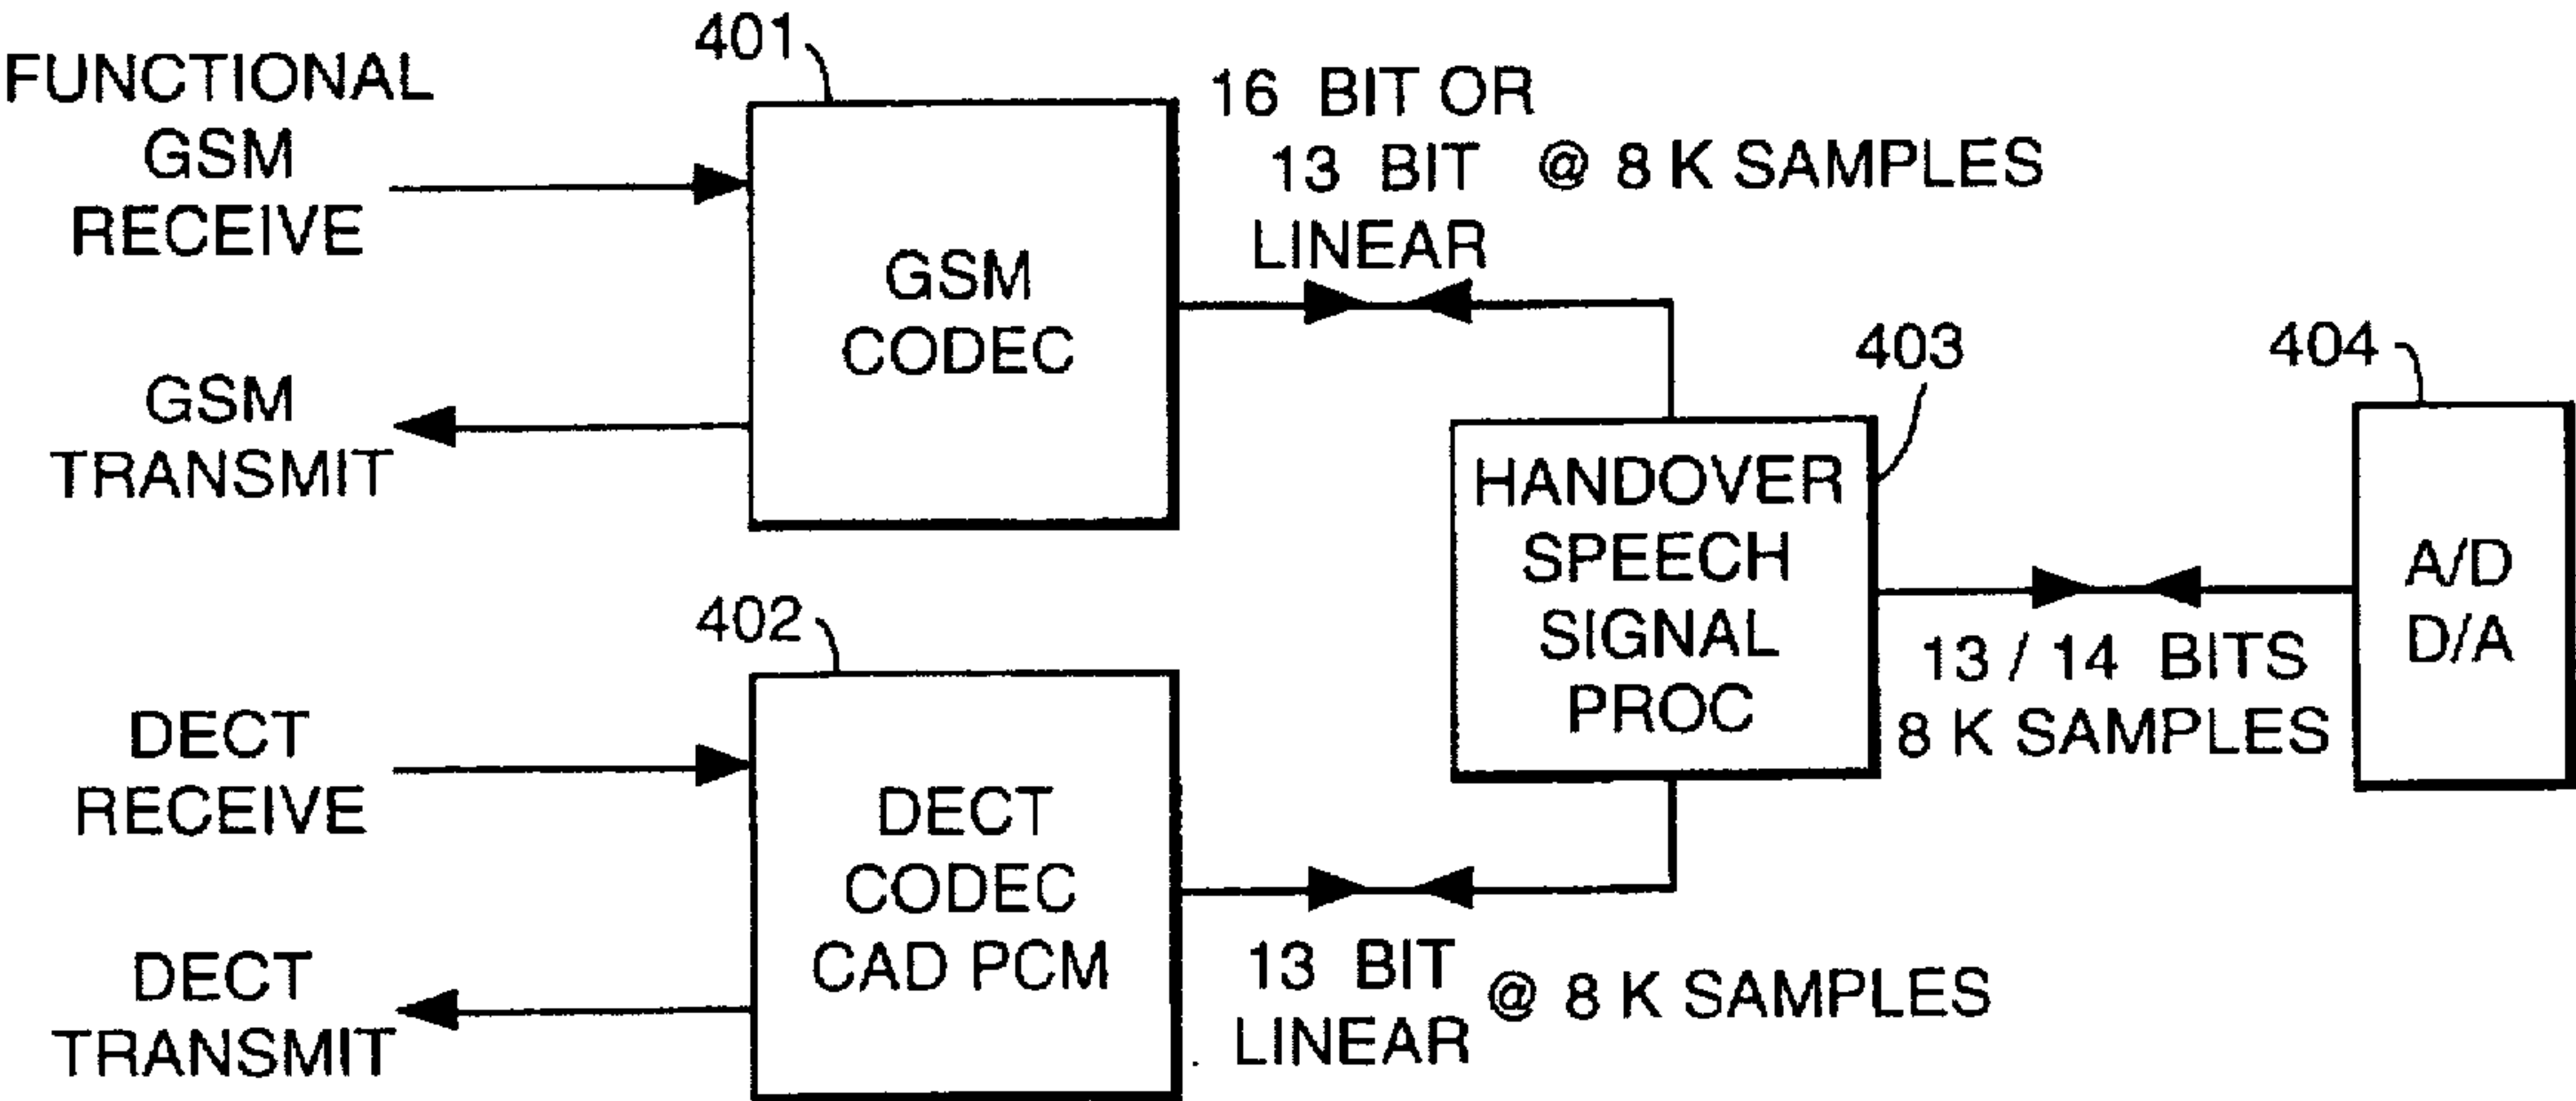 FUNCTIONAL
GSM
RECEIVE
GSM
TRANSMIT
401
GSM
CODEC
16 BIT OR
13 BIT @ 8 K SAMPLES
LINEAR
403
HANDOVER
SPEECH
SIGNAL
PROC
404
A/D
D/A
13 / 14 BITS
8 K SAMPLES
402
DECT
RECEIVE
DECT
TRANSMIT
DECT
CODEC
CAD PCM
13 BIT
LINEAR
@ 8 K SAMPLES